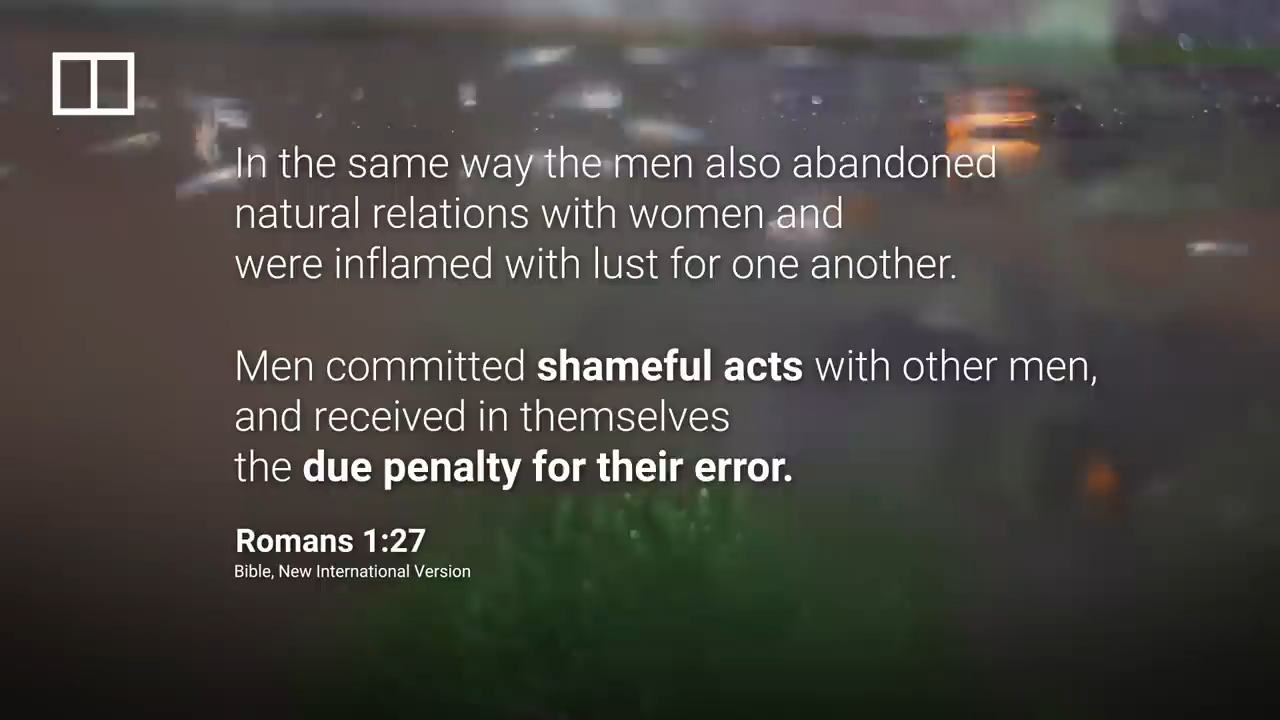 In the same way the men also abandoned
natural relations with women and
were inflamed with lust for one another.
Men committed shameful acts with other men,
and received in themselves
the due penalty for their error.
Romans 1:27
Bible, New International Version